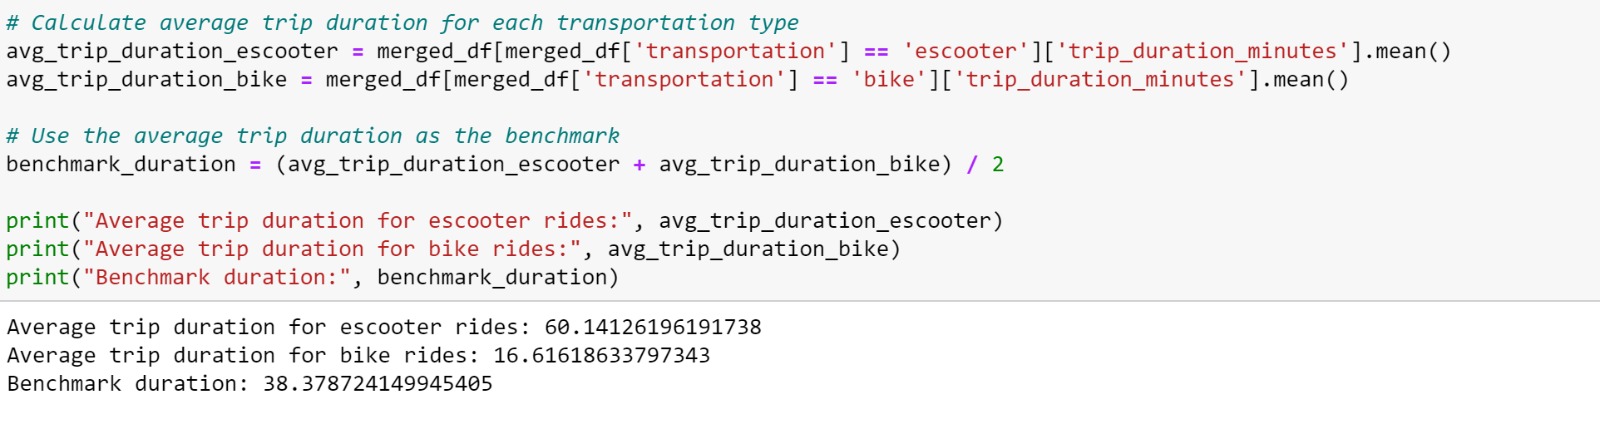 # Calculate average trip duration for each transportation type
avg_trip_duration_escooter = merged_df[merged_df['transportation'] == 'escooter']['trip_duration_minutes'].mean()
avg_trip_duration_bike = merged_df[merged_df['transportation'] == 'bike']['trip_duration_minutes'].mean()
# Use the average trip duration as the benchmark
benchmark_duration = (avg_trip_duration_escooter + avg_trip_duration_bike) / 2
print("Average trip duration for escooter rides:", avg_trip_duration_escooter)
print("Average trip duration for bike rides:", avg_trip_duration_bike)
print("Benchmark duration:", benchmark_duration)
Average trip duration for escooter rides: 60.14126196191738
Average trip duration for bike rides: 16.61618633797343
Benchmark duration: 38.378724149945405